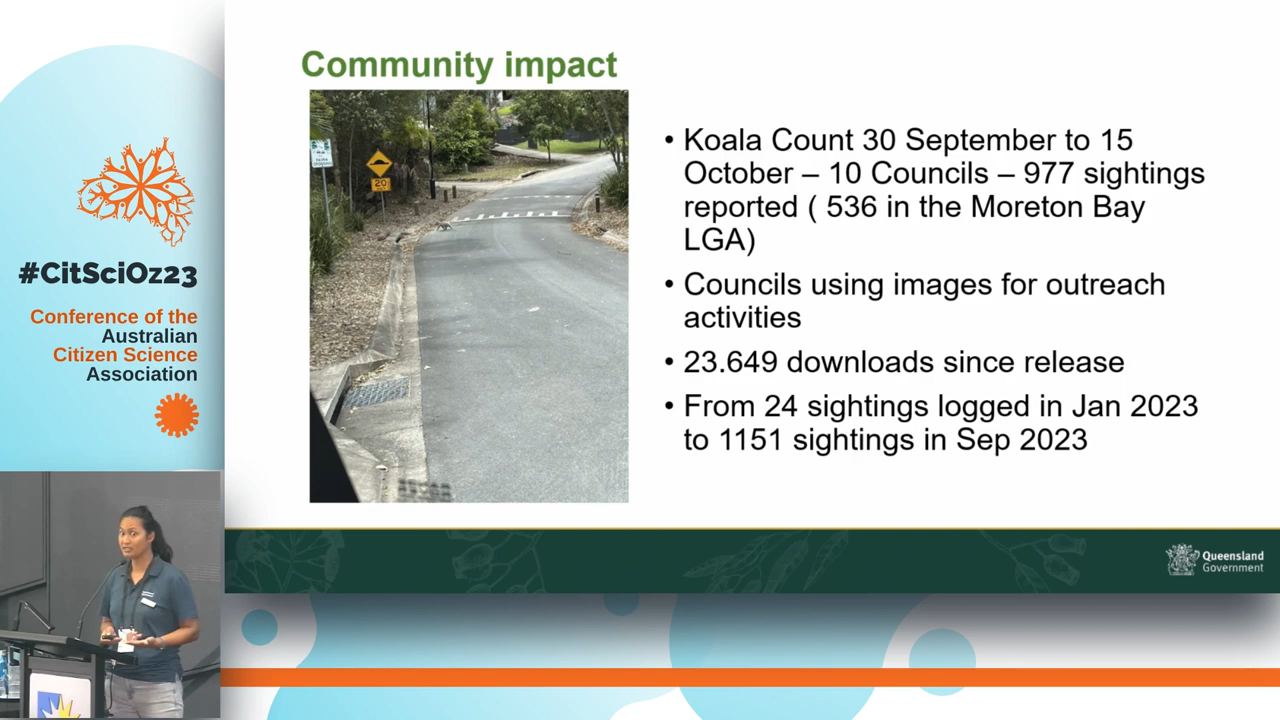 Community impact
20
• Koala Count 30 September to 15
October – 10 Councils – 977 sightings
reported ( 536 in the Moreton Bay
LGA)
• Councils using images for outreach
activities
• 23.649 downloads since release
• From 24 sightings logged in Jan 2023
to 1151 sightings in Sep 2023
#CitSciOz23
Conference of the
Australian
Citizen Science
Association
Queensland
Government